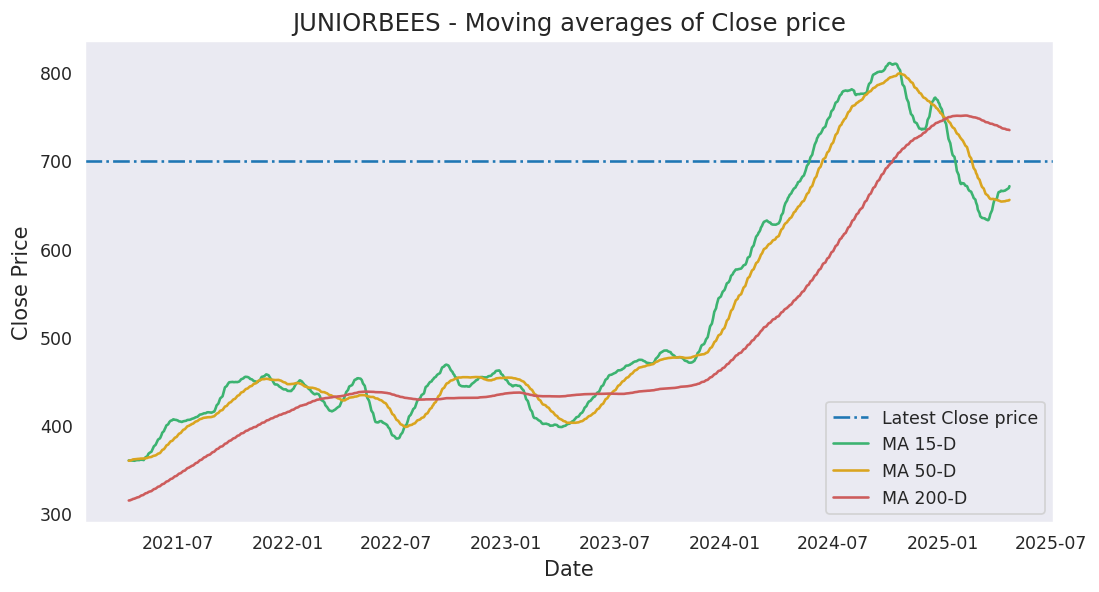 JUNIORBEES - Moving averages of Close price
Close Price
800
700
600
500
400
300
Latest Close price
MA 15-D
MA 50-D
MA 200-D
2021-07
2022-01
2022-07
2023-01
2023-07
2024-01
2024-07
2025-01
2025-07
Date